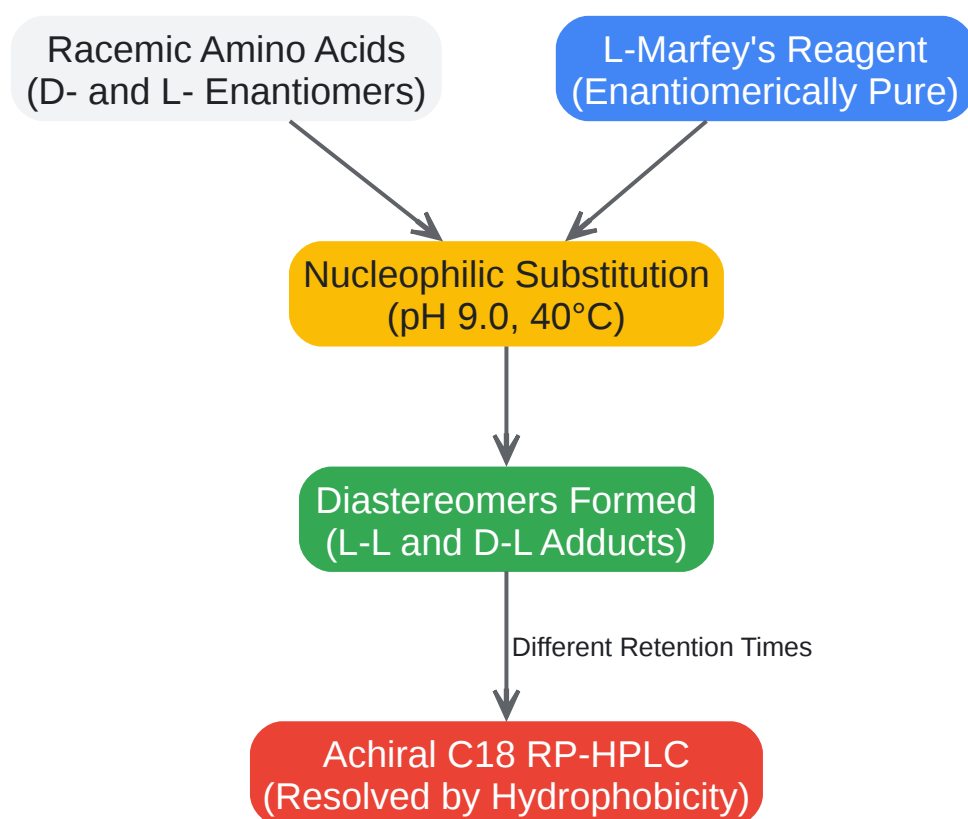 Racemic Amino Acids
(D- and L- Enantiomers)
L-Marfey's Reagent
(Enantiomerically Pure)
Nucleophilic Substitution
(pH 9.0, 40°C)
Diastereomers Formed
(L-L and D-L Adducts)
Different Retention Times
Achiral C18 RP-HPLC
(Resolved by Hydrophobicity)